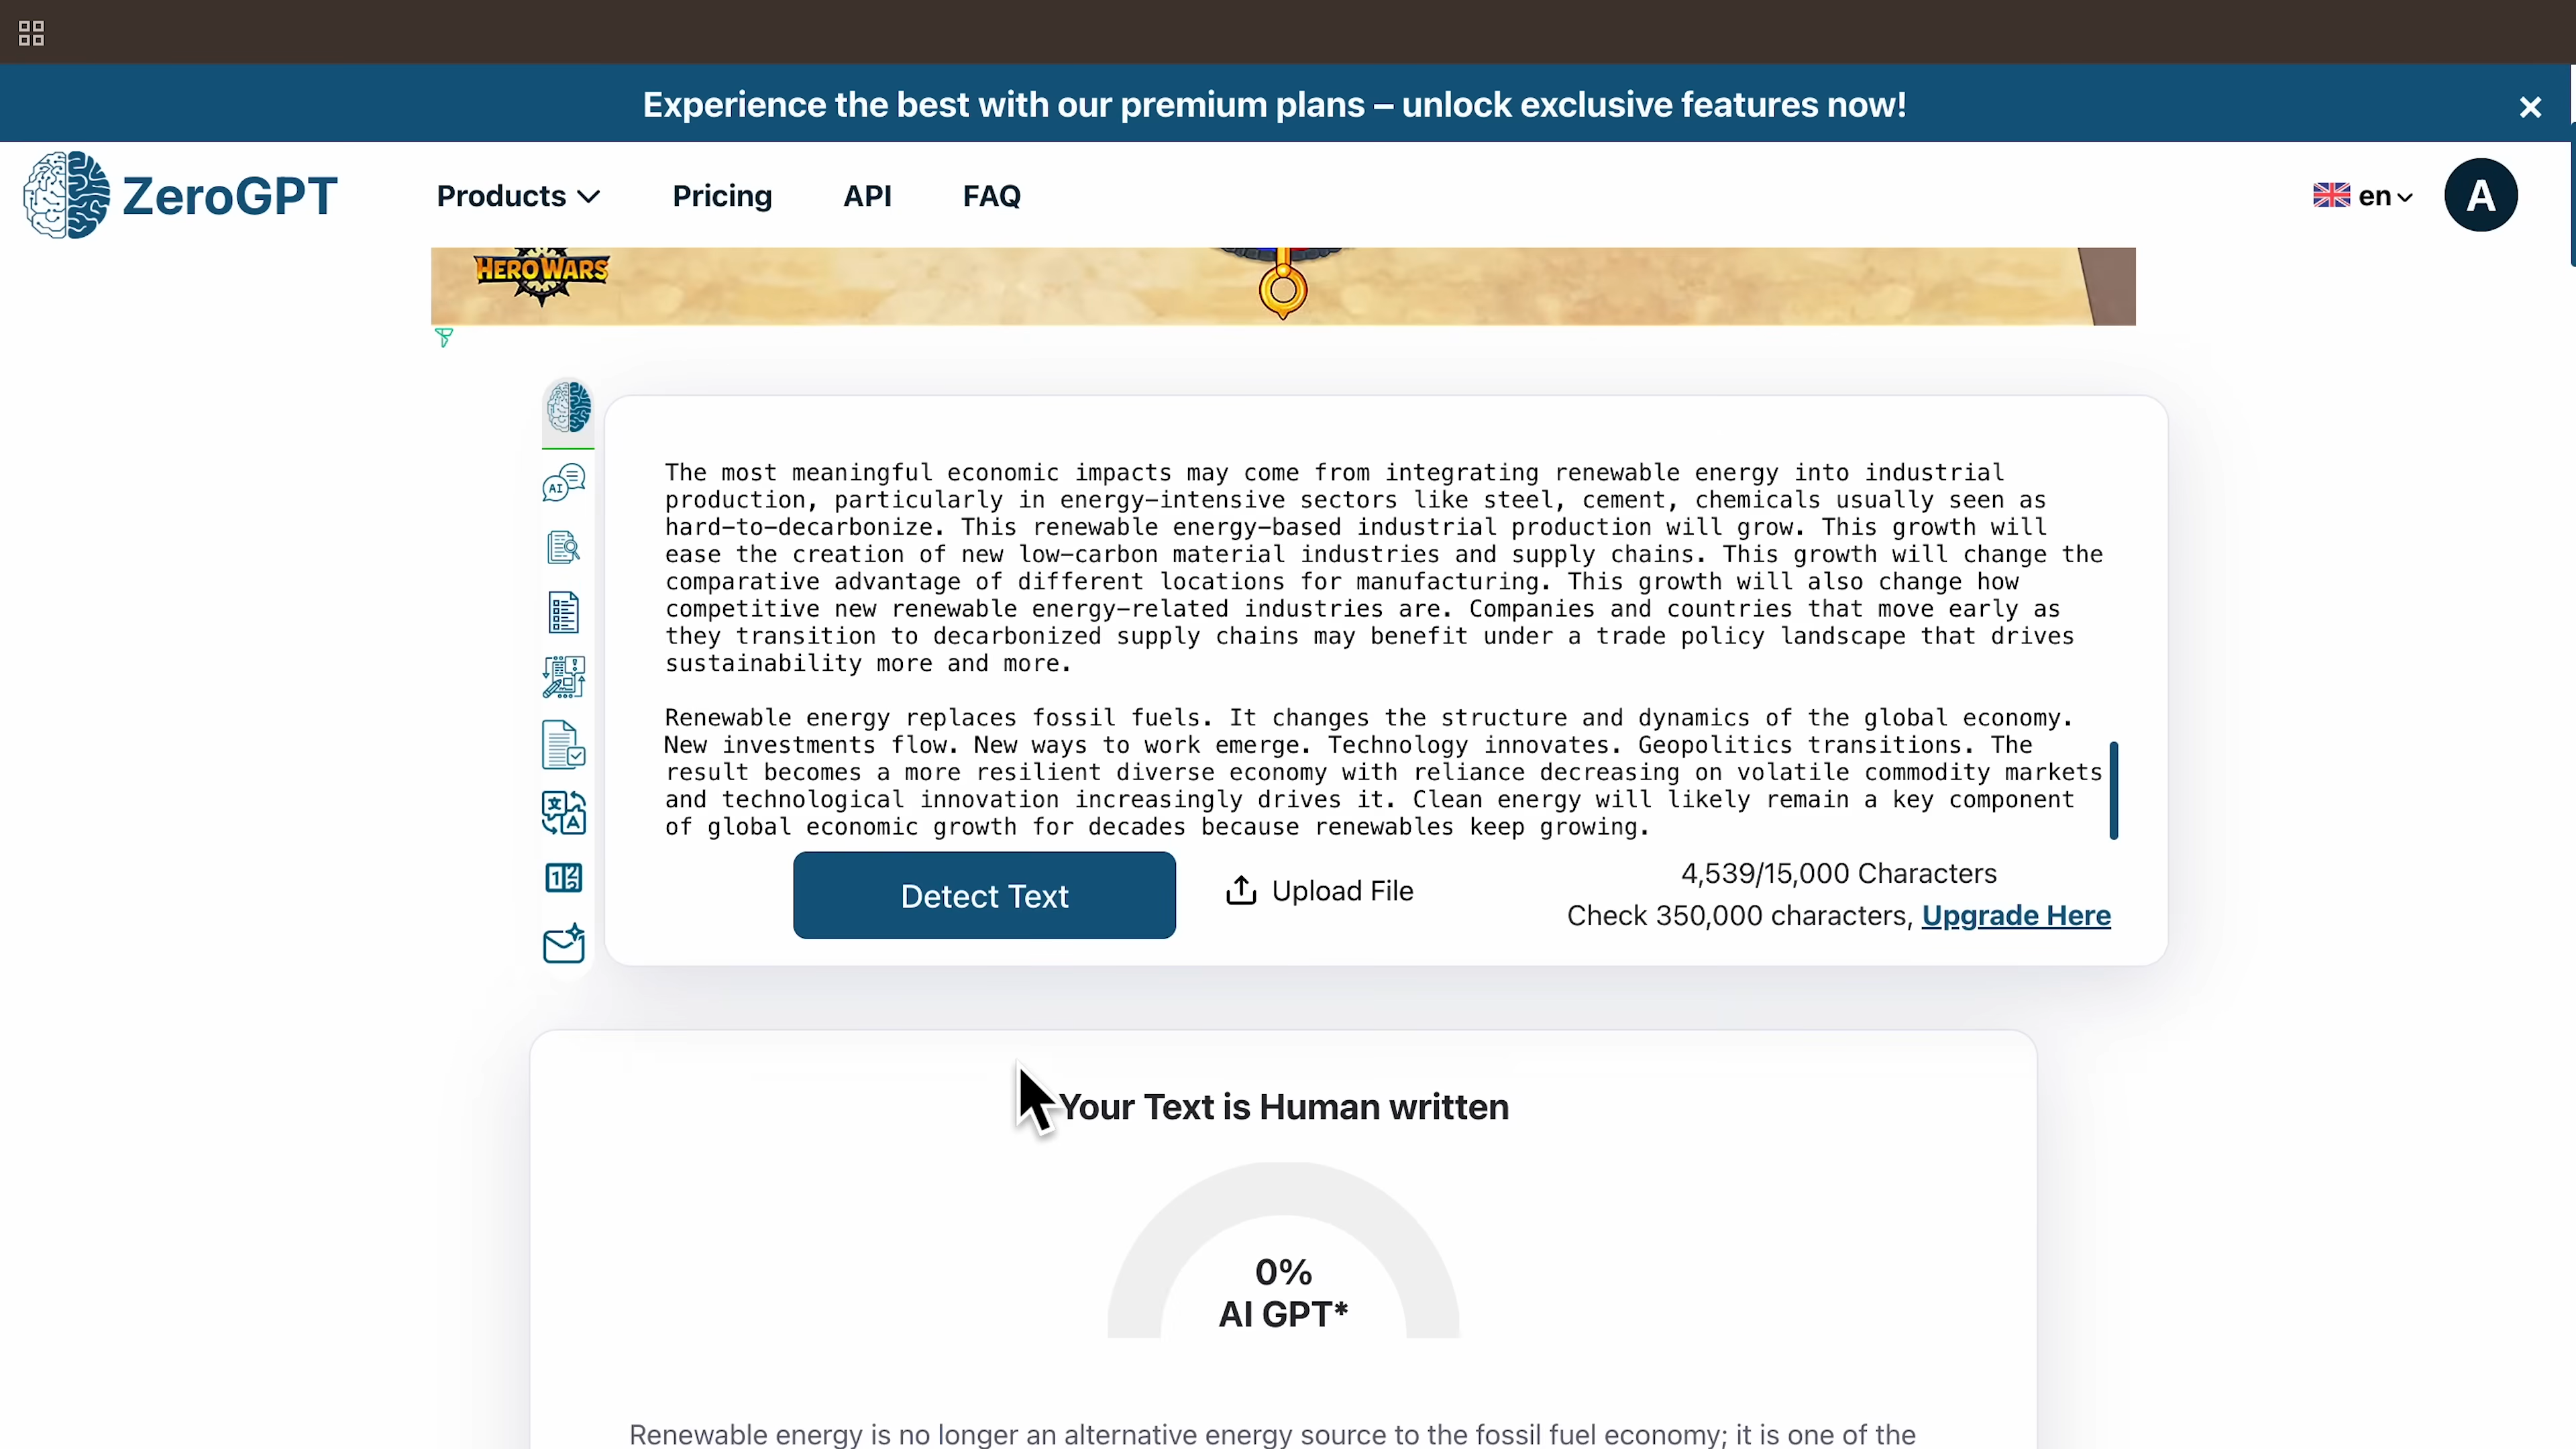 Experience the best with our premium plans – unlock exclusive features now!
ZeroGPT
Products
Pricing
API
FAQ
en
A
HERO WARS
The most meaningful economic impacts may come from integrating renewable energy into industrial
production, particularly in energy-intensive sectors like steel, cement, chemicals usually seen as
hard-to-decarbonize. This renewable energy-based industrial production will grow. This growth will
ease the creation of new low-carbon material industries and supply chains. This growth will change the
comparative advantage of different locations for manufacturing. This growth will also change how
competitive new renewable energy-related industries are. Companies and countries that move early as
they transition to decarbonized supply chains may benefit under a trade policy landscape that drives
sustainability more and more.
Renewable energy replaces fossil fuels. It changes the structure and dynamics of the global economy.
New investments flow. New ways to work emerge. Technology innovates. Geopolitics transitions. The
result becomes a more resilient diverse economy with reliance decreasing on volatile commodity markets
and technological innovation increasingly drives it. Clean energy will likely remain a key component
of global economic growth for decades because renewables keep growing.
Detect Text
Upload File
4,539/15,000 Characters
Check 350,000 characters, Upgrade Here
Your Text is Human written
0%
AI GPT*
Renewable energy is no longer an alternative energy source to the fossil fuel economy; it is one of the